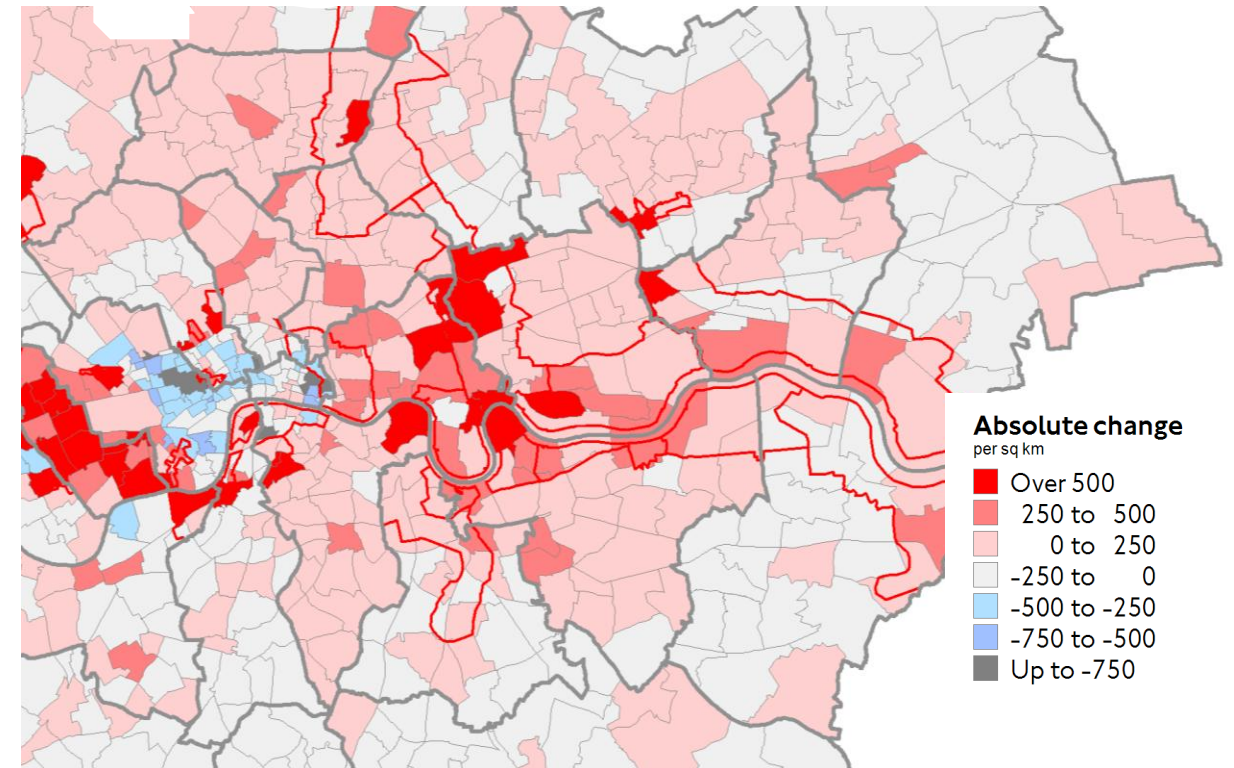 Absolute change
per sq km
Over 500
250 to 500
0 to 250
-250 to 0
-500 to -250
-750 to -500
Up to -750